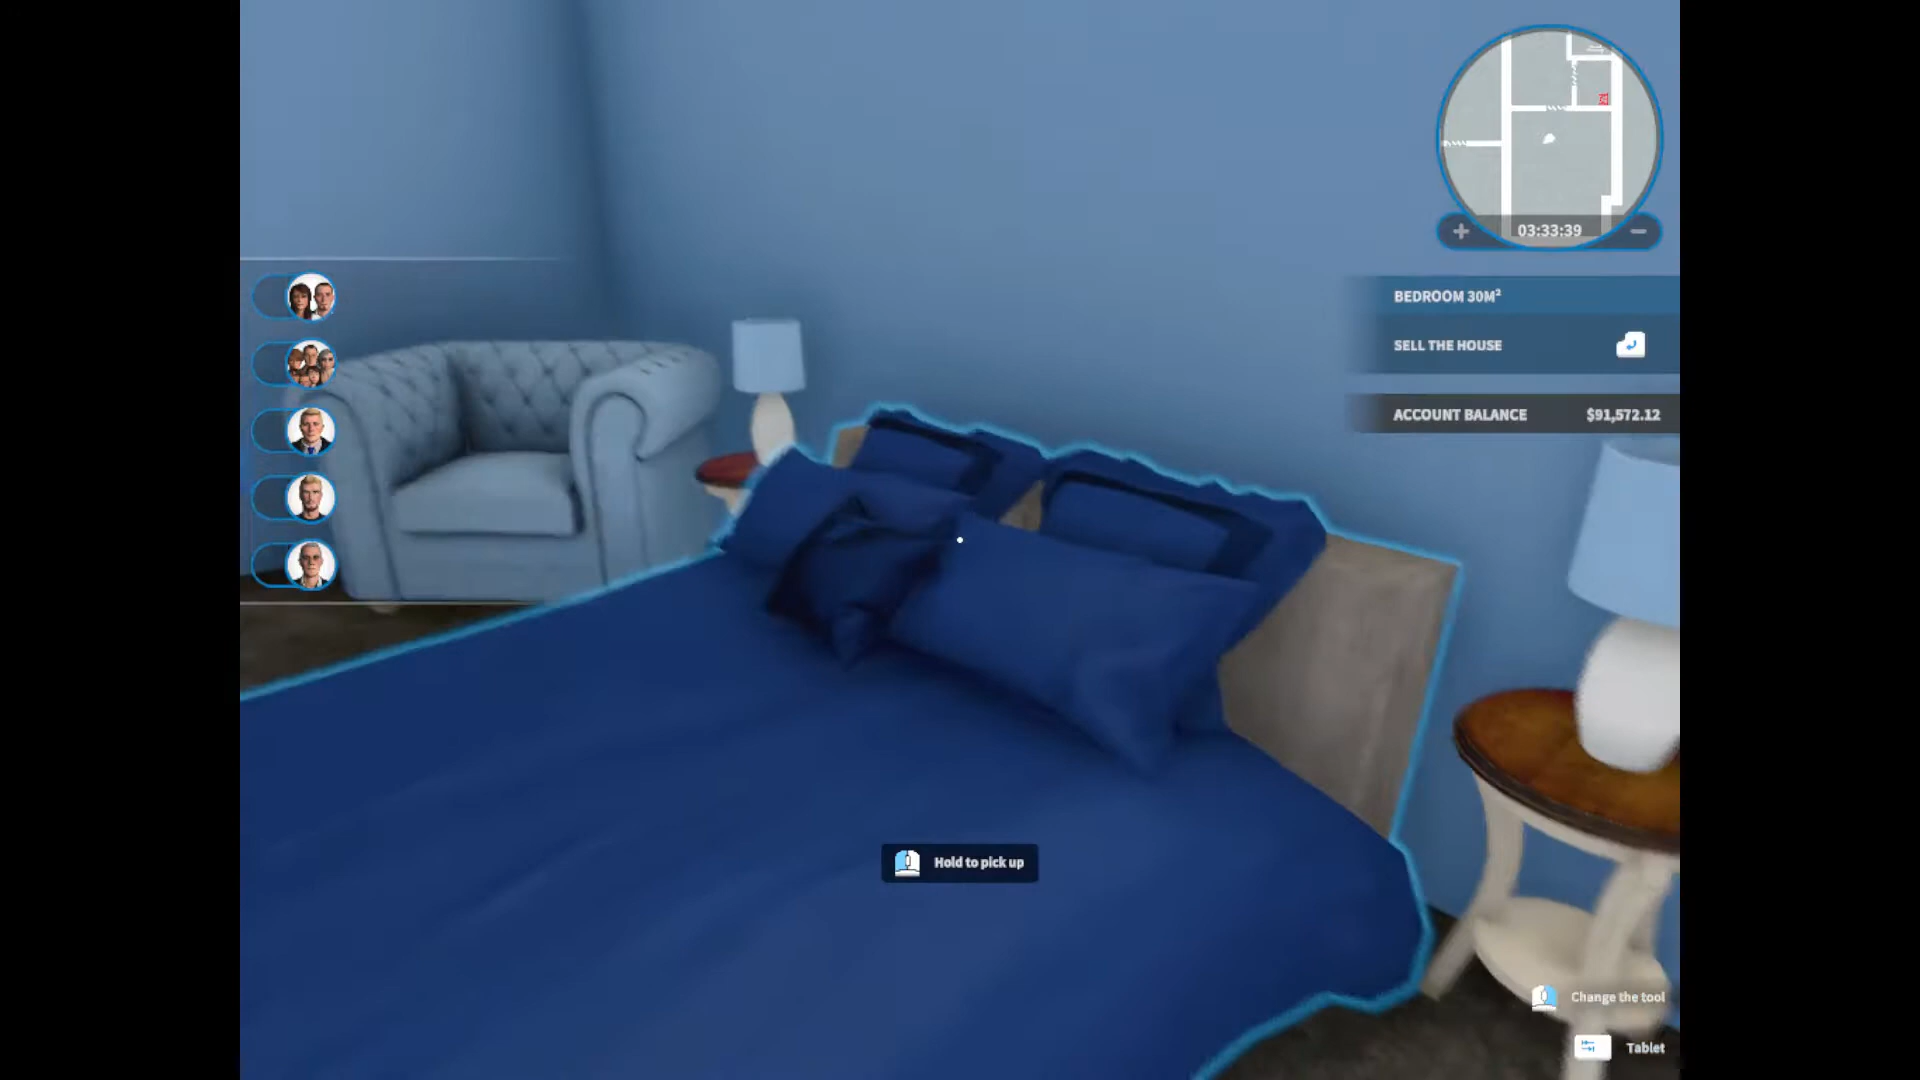 03:33:39
BEDROOM 30M²
SELL THE HOUSE
ACCOUNT BALANCE $91,572.12
Hold to pick up
Change the tool
Tablet